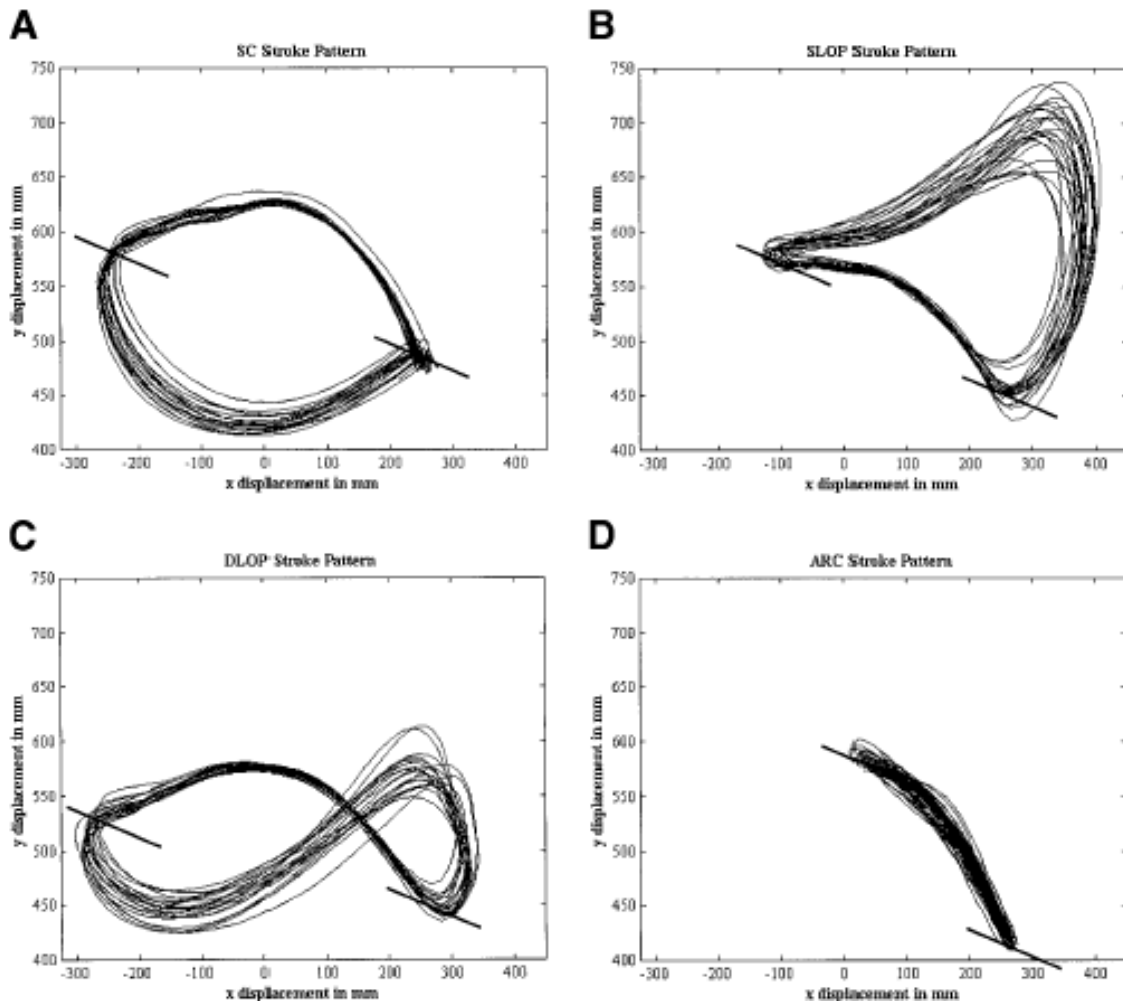 A
SC Stroke Pattern
750
700
650
600
550
500
450
400
y displacement in mm
-300 -200 -100 0 100 200 300 400
x displacement in mm
B
SLOP Stroke Pattern
750
700
650
600
550
500
450
400
y displacement in mm
-300 -200 -100 0 100 200 300 400
x displacement in mm
C
DLOP Stroke Pattern
750
700
650
600
550
500
450
400
y displacement in mm
-300 -200 -100 0 100 200 300 400
x displacement in mm
D
ARC Stroke Pattern
750
700
650
600
550
500
450
400
y displacement in mm
-300 -200 -100 0 100 200 300 400
x displacement in mm